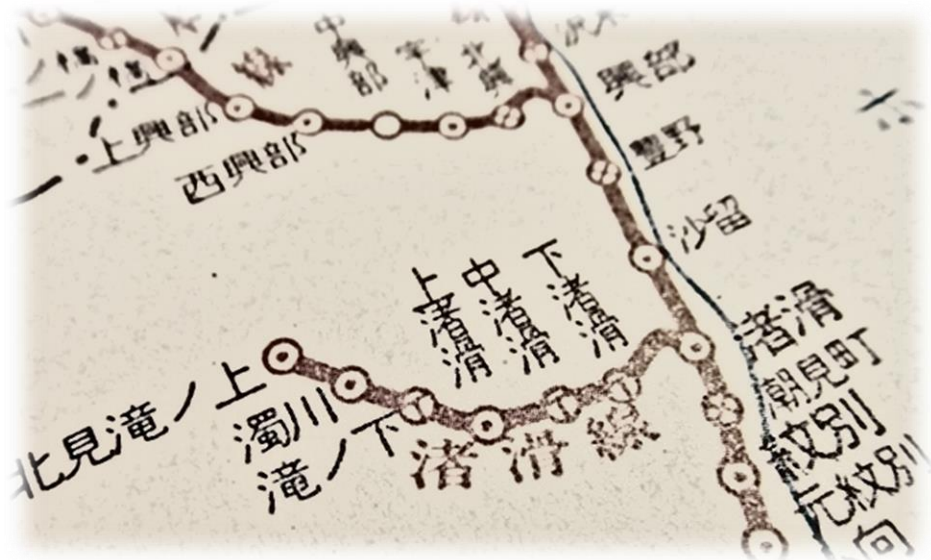 中興部
宇津
北興
興部
豊野
沙留
上興部
西興部
上渚滑
中渚滑
下渚滑
渚滑
潮見町
紋別
元紋別
北見滝ノ上
濁川
滝ノ下
渚滑線